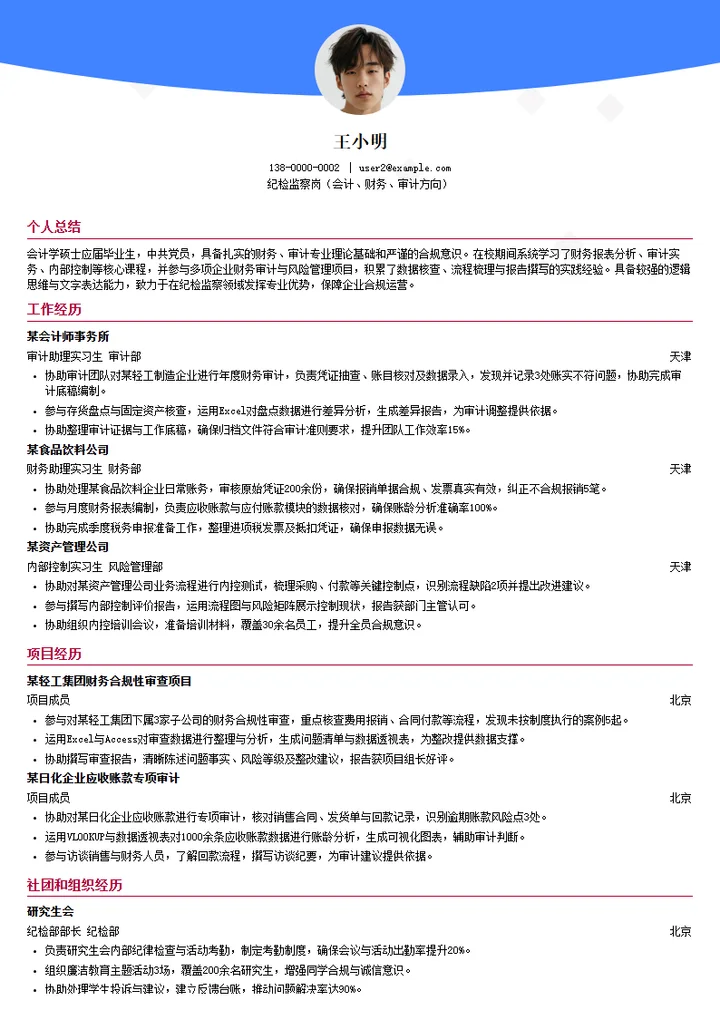 王小明
138-0000-0002 | user2@example.com
纪检监察岗（会计、财务、审计方向）
个人总结
会计学硕士应届毕业生，中共党员，具备扎实的财务、审计专业理论基础和严谨的合规意识。在校期间系统学习了财务报表分析、审计实
务、内部控制等核心课程，并参与多项企业财务审计与风险管理项目，积累了数据核查、流程梳理与报告撰写的实践经验。具备较强的逻辑
思维与文字表达能力，致力于在纪检监察领域发挥专业优势，保障企业合规运营。
工作经历
某会计师事务所
审计助理实习生 审计部 天津
• 协助审计团队对某轻工制造企业进行年度财务审计，负责凭证抽查、账目核对及数据录入，发现并记录3处账实不符问题，协助完成审
计底稿编制。
• 参与存货盘点与固定资产核查，运用Excel对盘点数据进行差异分析，生成差异报告，为审计调整提供依据。
• 协助整理审计证据与工作底稿，确保归档文件符合审计准则要求，提升团队工作效率15%。
某食品饮料公司
财务助理实习生 财务部 天津
• 协助处理某食品饮料企业日常账务，审核原始凭证200余份，确保报销单据合规、发票真实有效，纠正不合规报销5笔。
• 参与月度财务报表编制，负责应收账款与应付账款模块的数据核对，确保账龄分析准确率100%。
• 协助完成季度税务申报准备工作，整理进项税发票及抵扣凭证，确保申报数据无误。
某资产管理公司
内部控制实习生 风险管理部 天津
• 协助对某资产管理公司业务流程进行内控测试，梳理采购、付款等关键控制点，识别流程缺陷2项并提出改进建议。
• 参与撰写内部控制评价报告，运用流程图与风险矩阵展示控制现状，报告获部门主管认可。
• 协助组织内控培训会议，准备培训材料，覆盖30余名员工，提升全员合规意识。
项目经历
某轻工集团财务合规性审查项目
项目成员 北京
• 参与对某轻工集团下属3家子公司的财务合规性审查，重点核查费用报销、合同付款等流程，发现未按制度执行的案例5起。
• 运用Excel与Access对审查数据进行整理与分析，生成问题清单与数据透视表，为整改提供数据支撑。
• 协助撰写审查报告，清晰陈述问题事实、风险等级及整改建议，报告获项目组长好评。
某日化企业应收账款专项审计
项目成员 北京
• 协助对某日化企业应收账款进行专项审计，核对销售合同、发货单与回款记录，识别逾期账款风险点3处。
• 运用VLOOKUP与数据透视表对1000余条应收账款数据进行账龄分析，生成可视化图表，辅助审计判断。
• 参与访谈销售与财务人员，了解回款流程，撰写访谈纪要，为审计建议提供依据。
社团和组织经历
研究生会
纪检部部长 纪检部 北京
• 负责研究生会内部纪律检查与活动考勤，制定考勤制度，确保会议与活动出勤率提升20%。
• 组织廉洁教育主题活动3场，覆盖200余名研究生，增强同学合规与诚信意识。
• 协助处理学生投诉与建议，建立反馈台账，推动问题解决率达90%。